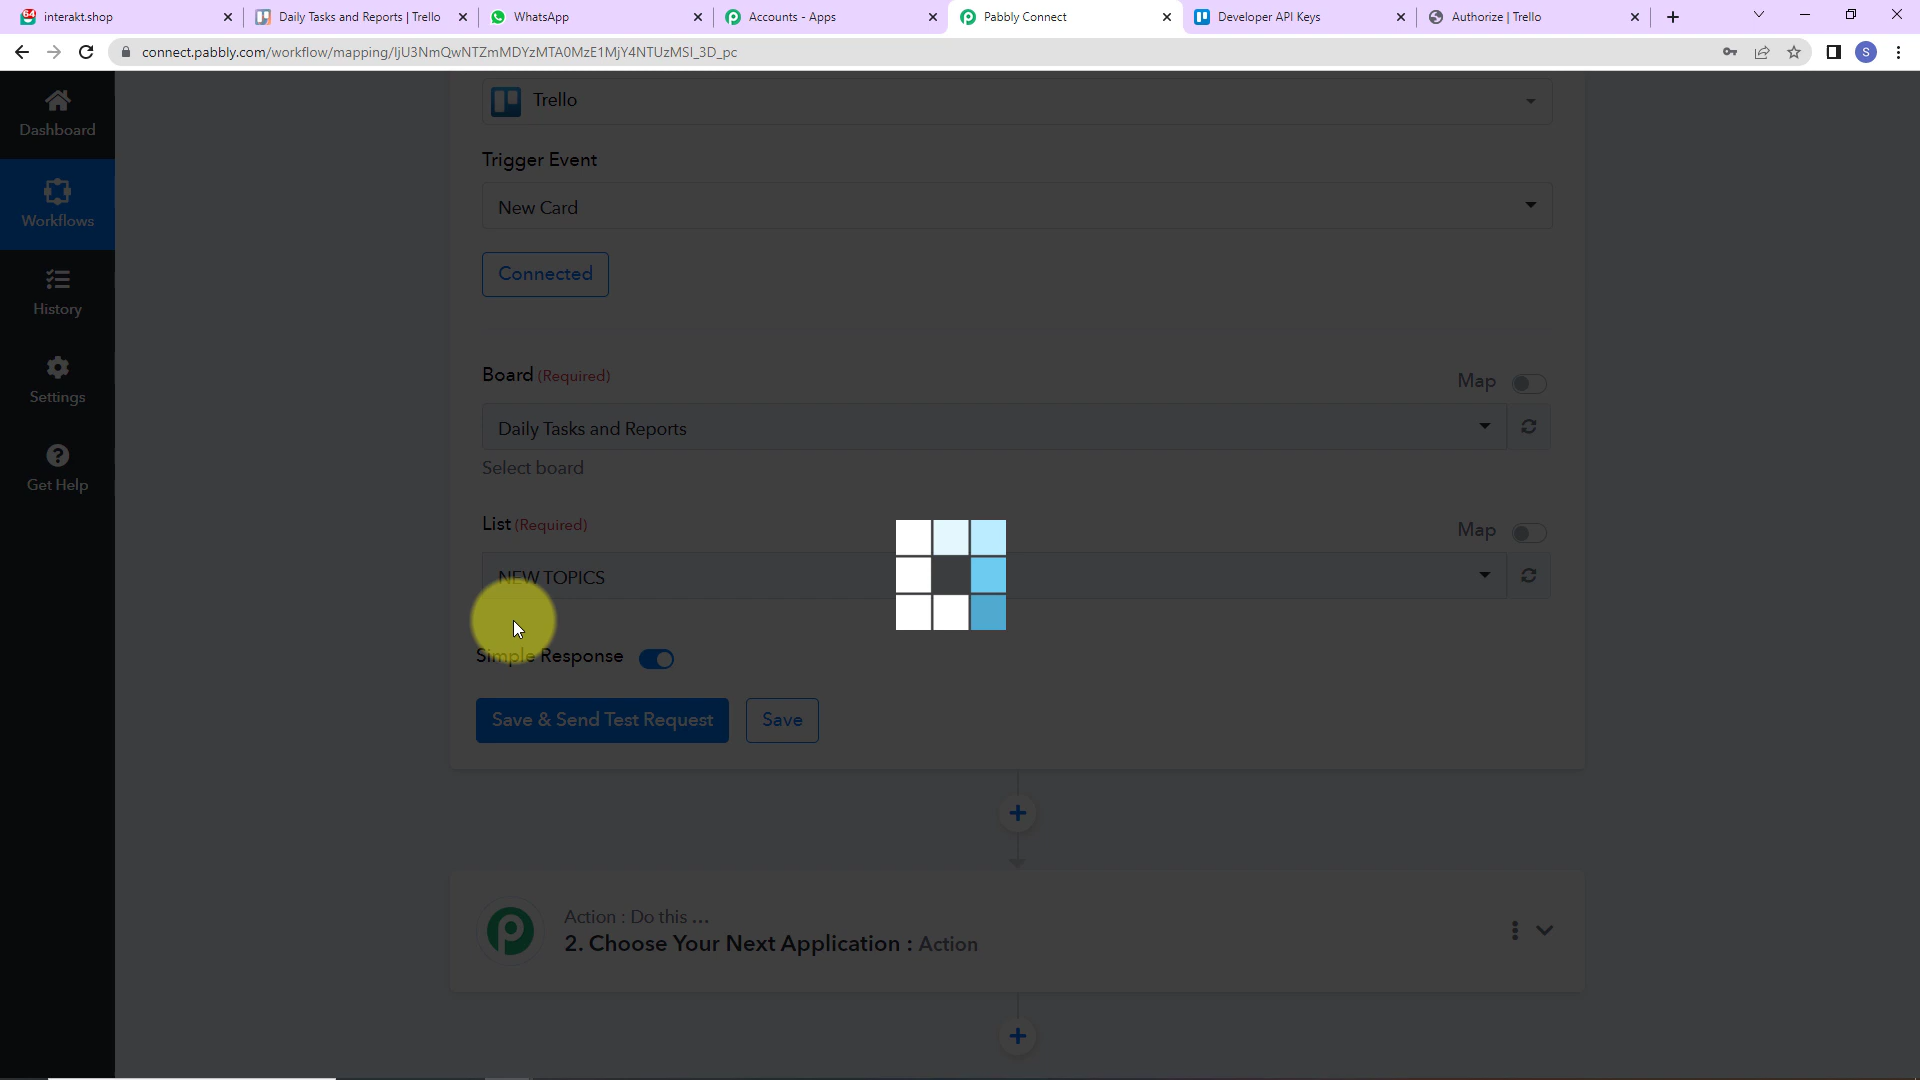 interakt.shop
Daily Tasks and Reports | Trello
WhatsApp
Accounts - Apps
Pabbly Connect
Developer API Keys
Authorize | Trello
connect.pabbly.com/workflow/mapping/IjU3NmQwNTZmMDYzMTA0MzE1MjY4NTUzMSI_3D_pc
S
64
Dashboard
Workflows
History
Settings
Get Help
Trello
Trigger Event
New Card
Connected
Board (Required)
Map
Daily Tasks and Reports
Select board
List (Required)
Map
NEW TOPICS
Simple Response
Save & Send Test Request
Save
Action : Do this ...
2. Choose Your Next Application : Action